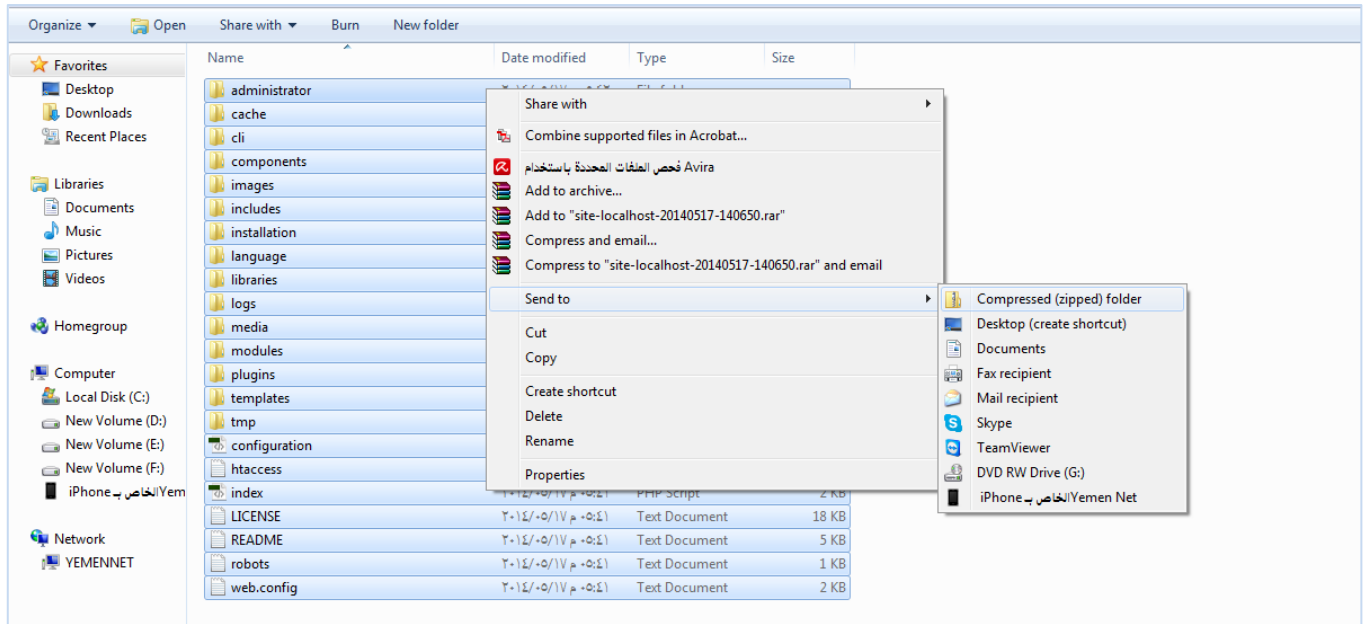 Organize Open Share with Burn New folder
Favorites
Desktop
Downloads
Recent Places
Libraries
Documents
Music
Pictures
Videos
Homegroup
Computer
Local Disk (C:)
New Volume (D:)
New Volume (E:)
New Volume (F:)
iPhone الخاص بـ Yem
Network
YEMENNET
Name Date modified Type Size
administrator
cache
cli
components
images
includes
installation
language
libraries
logs
media
modules
plugins
templates
tmp
configuration
htaccess
index ٢٠١٤/٠٥/١٧ م ٠٥:٤١ PHP Script 2 KB
LICENSE ٢٠١٤/٠٥/١٧ م ٠٥:٤١ Text Document 18 KB
README ٢٠١٤/٠٥/١٧ م ٠٥:٤١ Text Document 5 KB
robots ٢٠١٤/٠٥/١٧ م ٠٥:٤١ Text Document 1 KB
web.config ٢٠١٤/٠٥/١٧ م ٠٥:٤١ Text Document 2 KB
Share with
Combine supported files in Acrobat...
فحص الملفات المحددة باستخدام Avira
Add to archive...
Add to "site-localhost-20140517-140650.rar"
Compress and email...
Compress to "site-localhost-20140517-140650.rar" and email
Send to
Cut
Copy
Create shortcut
Delete
Rename
Properties
Compressed (zipped) folder
Desktop (create shortcut)
Documents
Fax recipient
Mail recipient
Skype
TeamViewer
DVD RW Drive (G:)
iPhone الخاص بـ Yemen Net